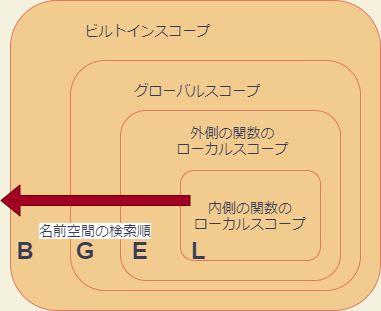 ビルトインスコープ
グローバルスコープ
外側の関数の
ローカルスコープ
内側の関数の
ローカルスコープ
名前空間の検索順
B G E L